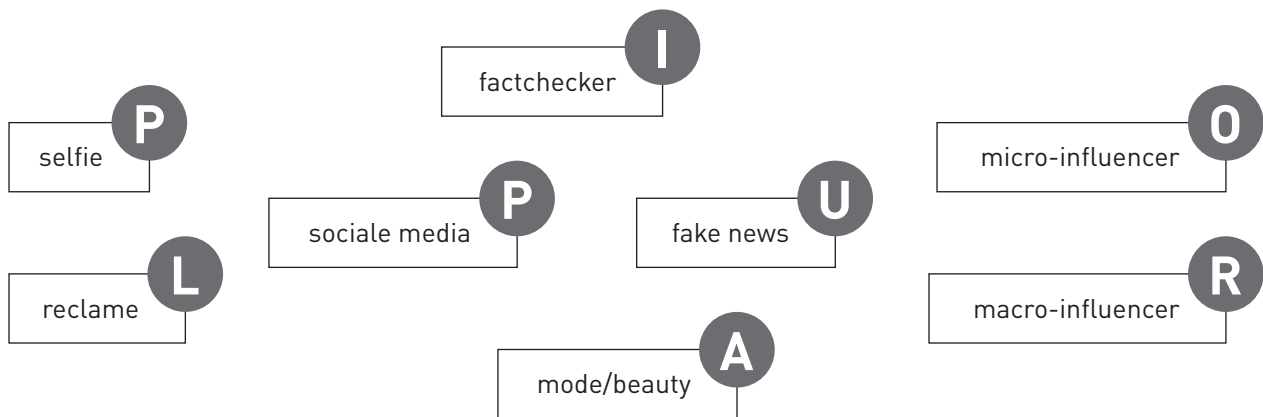 I
factchecker
P
selfie
O
micro-influencer
P
sociale media
U
fake news
L
reclame
R
macro-influencer
A
mode/beauty